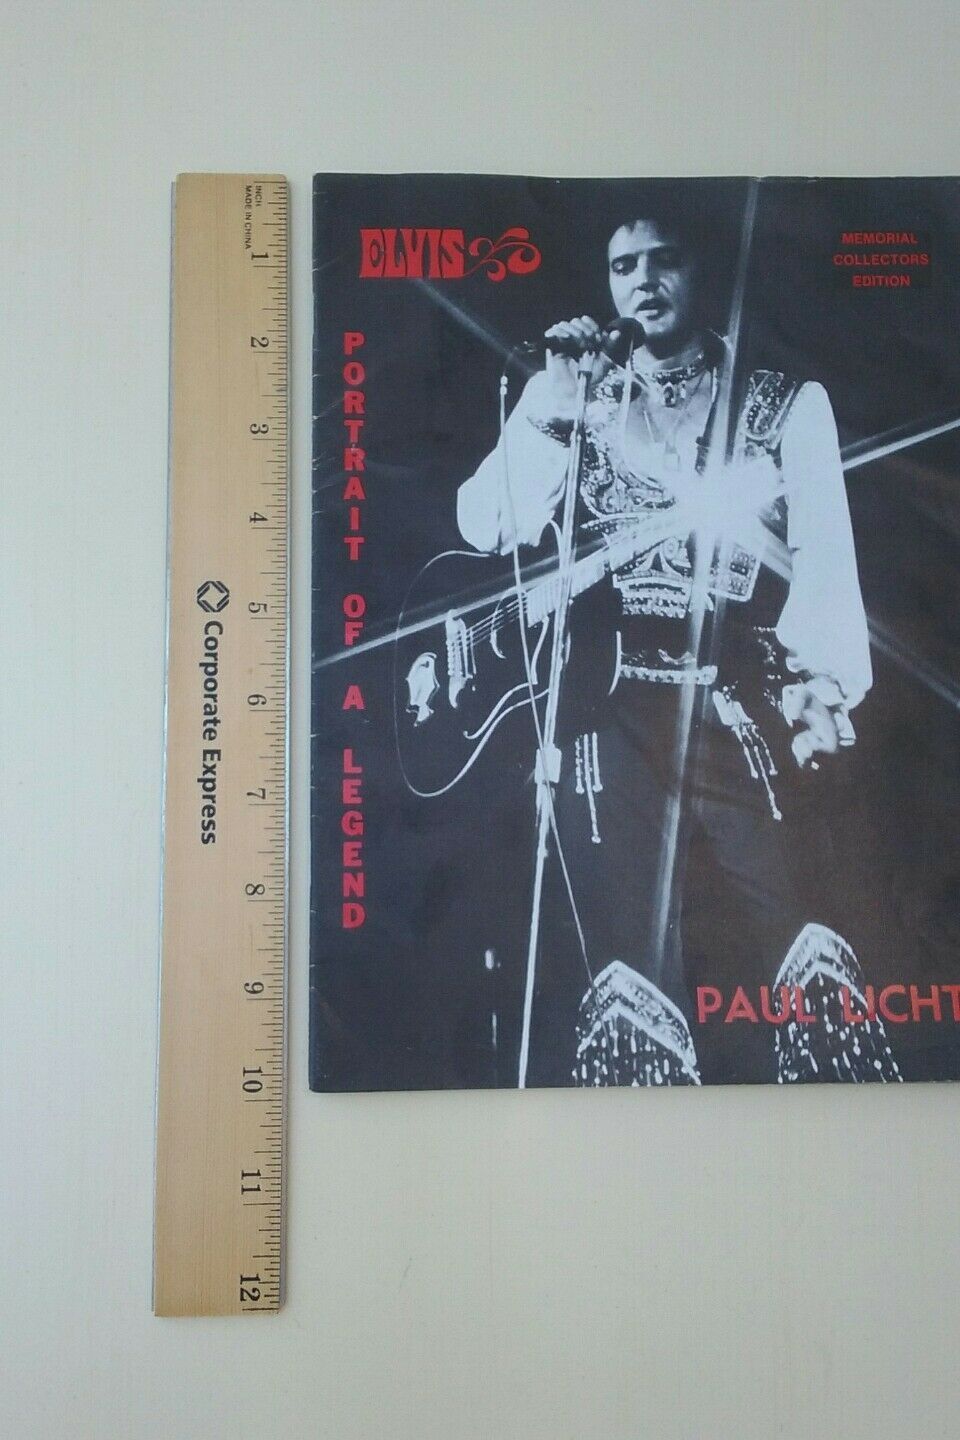 INCH
MADE IN CHINA
1
2
3
4
5
6
7
8
9
10
11
12
Corporate Express
ELVIS
MEMORIAL
COLLECTORS
EDITION
PORTRAIT OF A LEGEND
PAUL LICHT